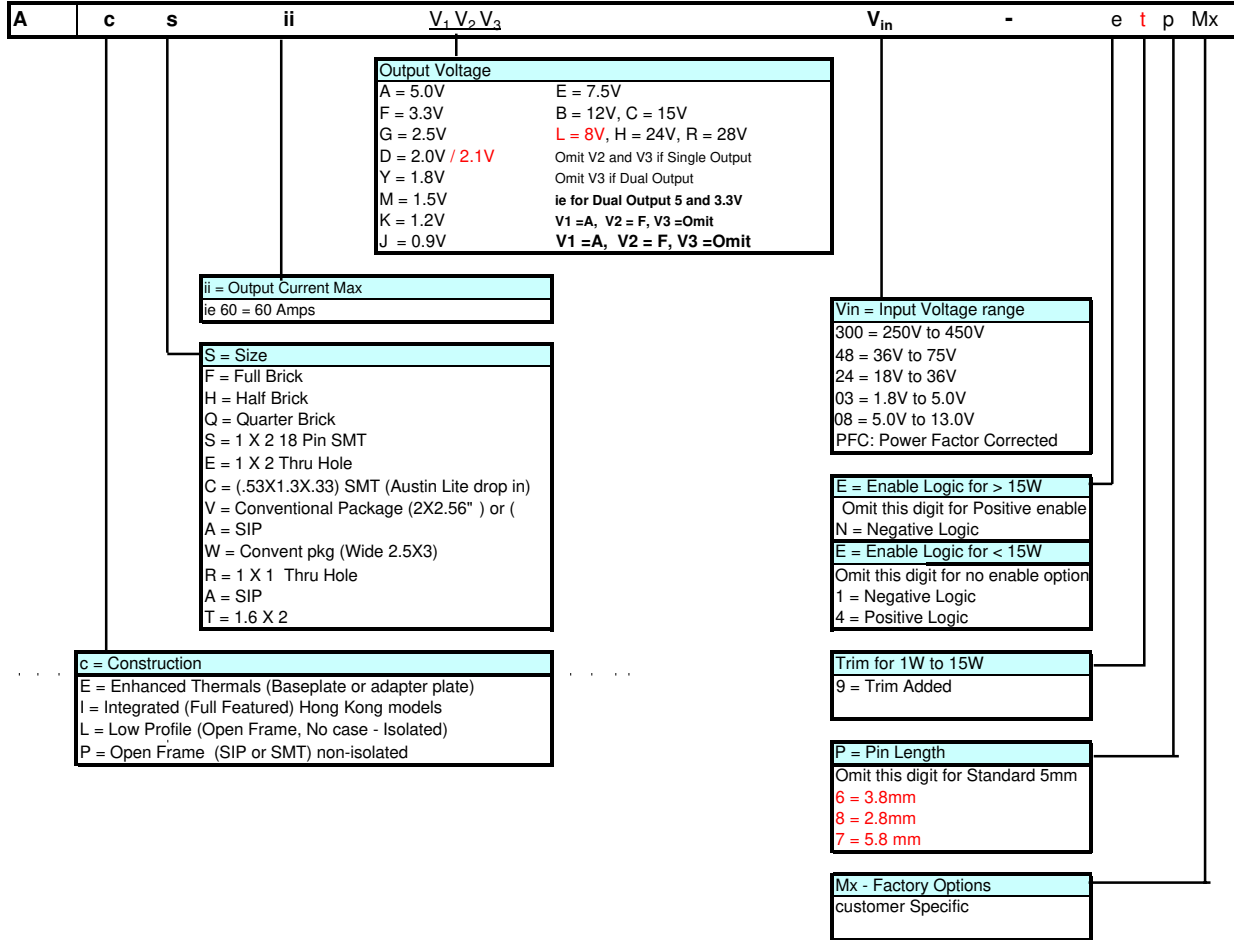 A c s ii V1 V2 V3 Vin - e t p Mx
Output Voltage
A = 5.0V E = 7.5V
F = 3.3V B = 12V, C = 15V
G = 2.5V L = 8V, H = 24V, R = 28V
D = 2.0V / 2.1V Omit V2 and V3 if Single Output
Y = 1.8V Omit V3 if Dual Output
M = 1.5V ie for Dual Output 5 and 3.3V
K = 1.2V V1 =A, V2 = F, V3 =Omit
J = 0.9V V1 =A, V2 = F, V3 =Omit
ii = Output Current Max
ie 60 = 60 Amps
S = Size
F = Full Brick
H = Half Brick
Q = Quarter Brick
S = 1 X 2 18 Pin SMT
E = 1 X 2 Thru Hole
C = (.53X1.3X.33) SMT (Austin Lite drop in)
V = Conventional Package (2X2.56" ) or (
A = SIP
W = Convent pkg (Wide 2.5X3)
R = 1 X 1 Thru Hole
A = SIP
T = 1.6 X 2
c = Construction
E = Enhanced Thermals (Baseplate or adapter plate)
I = Integrated (Full Featured) Hong Kong models
L = Low Profile (Open Frame, No case - Isolated)
P = Open Frame (SIP or SMT) non-isolated
Vin = Input Voltage range
300 = 250V to 450V
48 = 36V to 75V
24 = 18V to 36V
03 = 1.8V to 5.0V
08 = 5.0V to 13.0V
PFC: Power Factor Corrected
E = Enable Logic for > 15W
Omit this digit for Positive enable
N = Negative Logic
E = Enable Logic for < 15W
Omit this digit for no enable option
1 = Negative Logic
4 = Positive Logic
Trim for 1W to 15W
9 = Trim Added
P = Pin Length
Omit this digit for Standard 5mm
6 = 3.8mm
8 = 2.8mm
7 = 5.8 mm
Mx - Factory Options
customer Specific